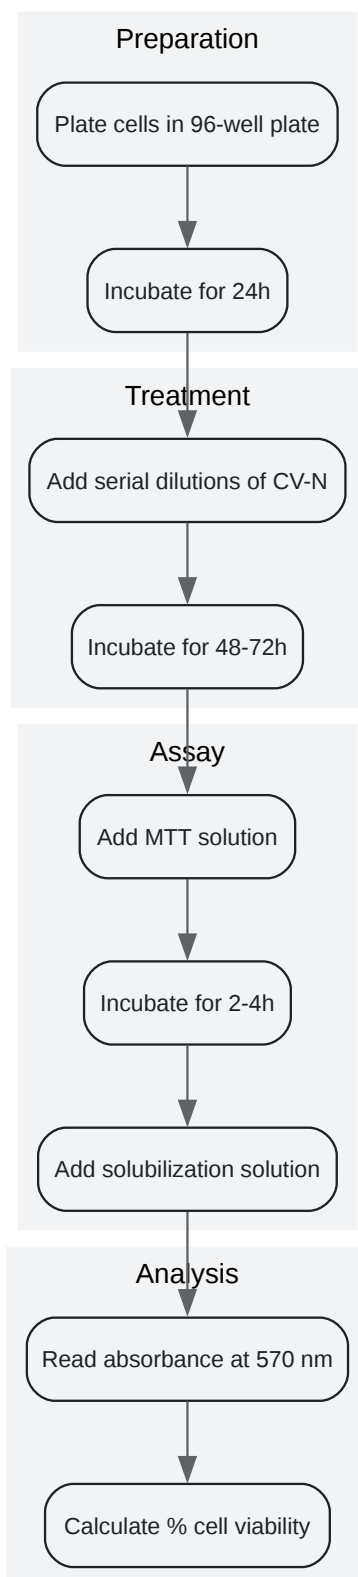 Preparation
Plate cells in 96-well plate
Incubate for 24h
Treatment
Add serial dilutions of CV-N
Incubate for 48-72h
Assay
Add MTT solution
Incubate for 2-4h
Add solubilization solution
Analysis
Read absorbance at 570 nm
Calculate % cell viability